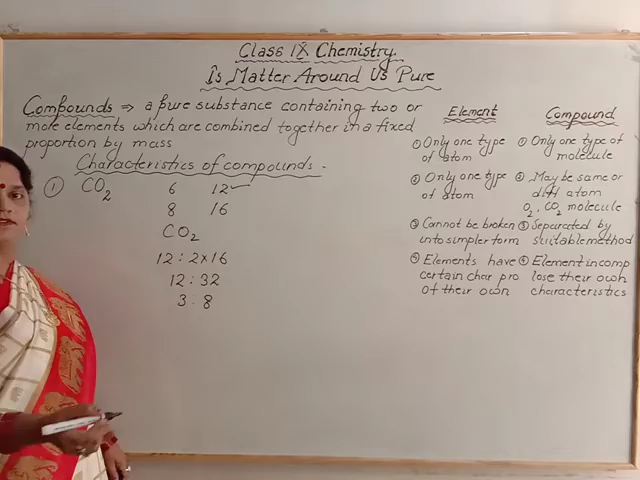 Class IX Chemistry.
Is Matter Around Us Pure
Compounds ⇒ a pure substance containing two or
more elements which are combined together in a fixed
proportion by mass
Characteristics of compounds.
① CO₂ 6 12
8 16
CO₂
12 : 2×16
12 : 32
3 : 8
Element
① Only one type
of atom
② Only one type
of atom
③ Cannot be broken
into simpler form
④ Elements have
certain char pro
of their own
Compound
① Only one type of
molecule
② May be same or
diff atom
O₂, CO₂ molecule
③ Separated by
suitable method
④ Element in comp
lose their own
characteristics